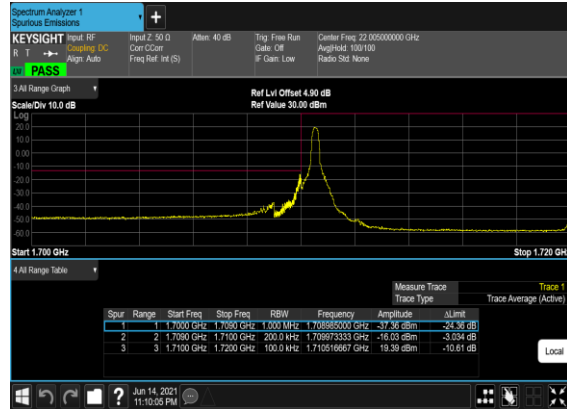 Spectrum Analyzer 1
Spurious Emissions
KEYSIGHT Input: RF Input Z: 50 Ω Atten: 40 dB Trig: Free Run Center Freq: 22.005000000 GHz
R T Coupling: DC Corr CCorr Gate: Off Avg|Hold: 100/100
Align: Auto Freq Ref: Int (S) IF Gain: Low Radio Std: None
LW PASS
3 All Range Graph
Ref Lvl Offset 4.90 dB
Scale/Div 10.0 dB Ref Value 30.00 dBm
Log
20.0
10.0
0.00
-10.0
-20.0
-30.0
-40.0
-50.0
-60.0
Start 1.700 GHz Stop 1.720 GH
4 All Range Table
Measure Trace Trace 1
Trace Type Trace Average (Active)
Spur Range Start Freq Stop Freq RBW Frequency Amplitude ΔLimit
1 1 1.7000 GHz 1.7090 GHz 1.000 MHz 1.708985000 GHz -37.36 dBm -24.36 dB
2 2 1.7090 GHz 1.7100 GHz 200.0 kHz 1.709973333 GHz -16.03 dBm -3.034 dB
3 3 1.7100 GHz 1.7200 GHz 100.0 kHz 1.710516667 GHz 19.39 dBm -10.61 dB
Local
? Jun 14, 2021
11:10:05 PM